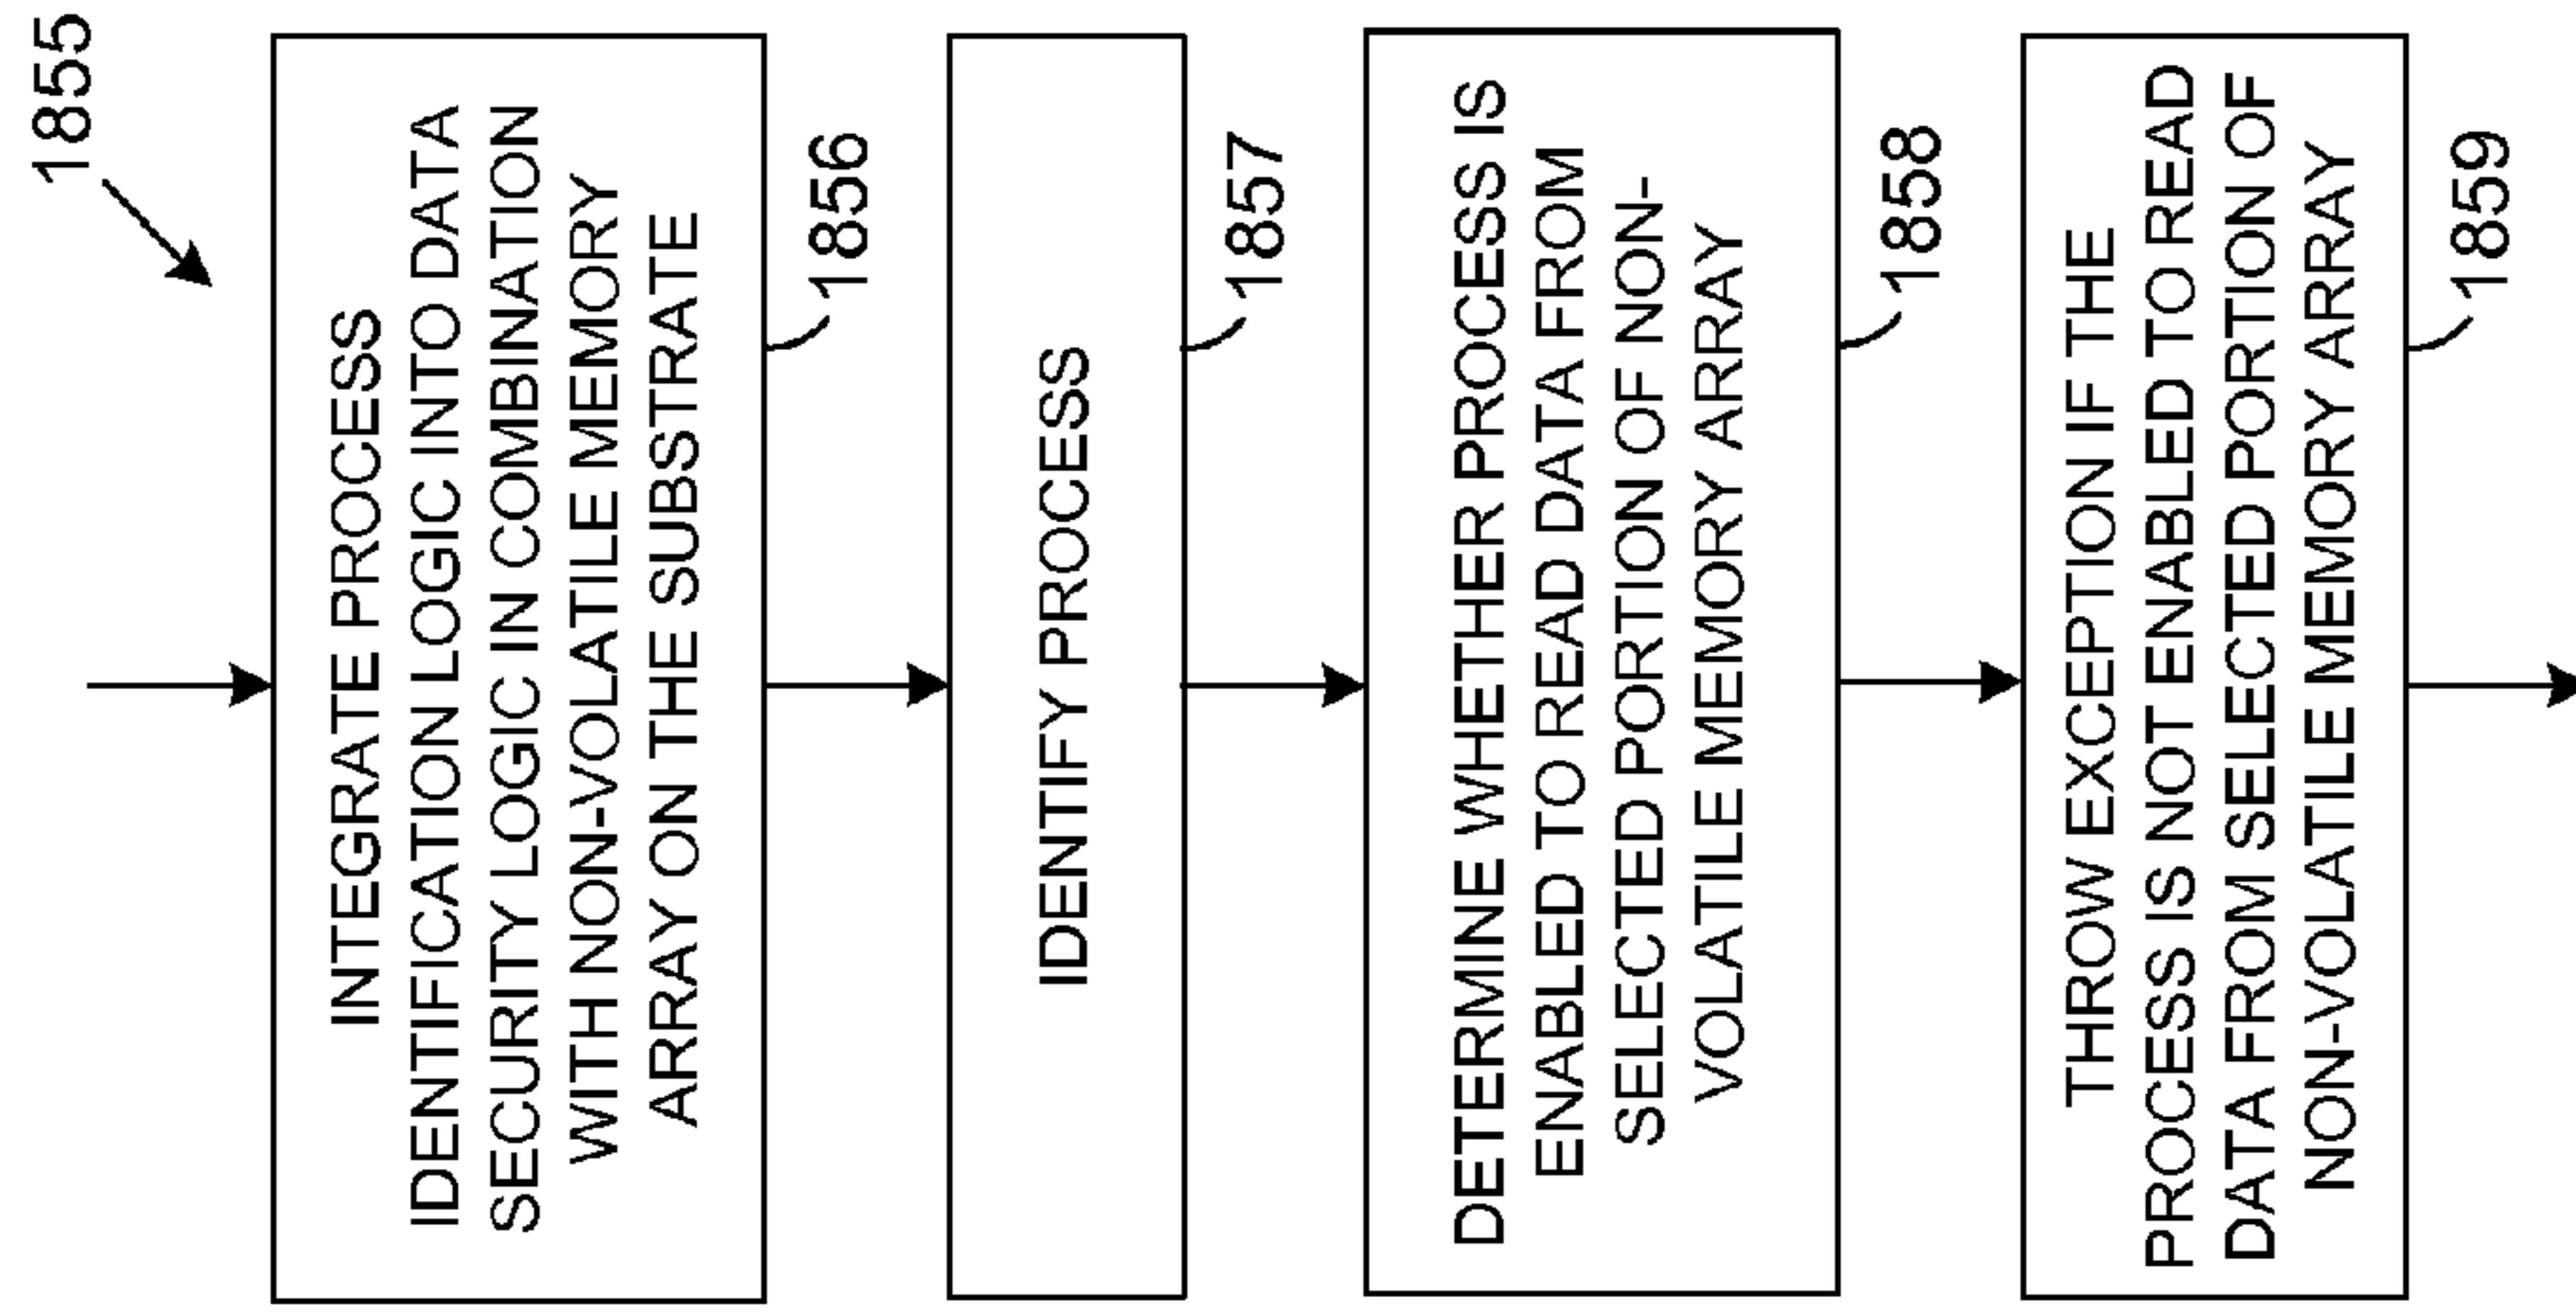 1855
INTEGRATE PROCESS
IDENTIFICATION LOGIC INTO DATA
SECURITY LOGIC IN COMBINATION
WITH NON-VOLATILE MEMORY
ARRAY ON THE SUBSTRATE
1856
IDENTIFY PROCESS
1857
DETERMINE WHETHER PROCESS IS
ENABLED TO READ DATA FROM
SELECTED PORTION OF NON-
VOLATILE MEMORY ARRAY
1858
THROW EXCEPTION IF THE
PROCESS IS NOT ENABLED TO READ
DATA FROM SELECTED PORTION OF
NON-VOLATILE MEMORY ARRAY
1859